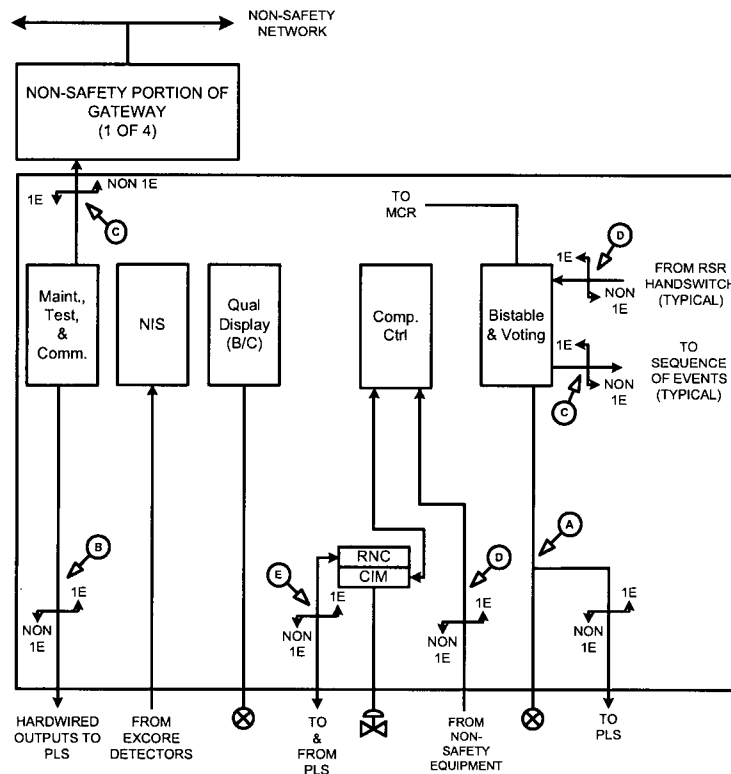 NON-SAFETY
NETWORK
NON-SAFETY PORTION OF
GATEWAY
(1 OF 4)
1E
NON 1E
C
TO
MCR
1E
D
NON
1E
FROM RSR
HANDSWITCH
(TYPICAL)
Maint.,
Test,
&
Comm.
NIS
Qual
Display
(B/C)
Comp.
Ctrl
Bistable
& Voting
1E
NON
1E
C
TO
SEQUENCE
OF EVENTS
(TYPICAL)
B
1E
NON
1E
RNC
CIM
E
1E
NON
1E
D
1E
NON
1E
A
1E
NON
1E
HARDWIRED
OUTPUTS TO
PLS
FROM
EXCORE
DETECTORS
TO
&
FROM
PLS
FROM
NON-
SAFETY
EQUIPMENT
TO
PLS